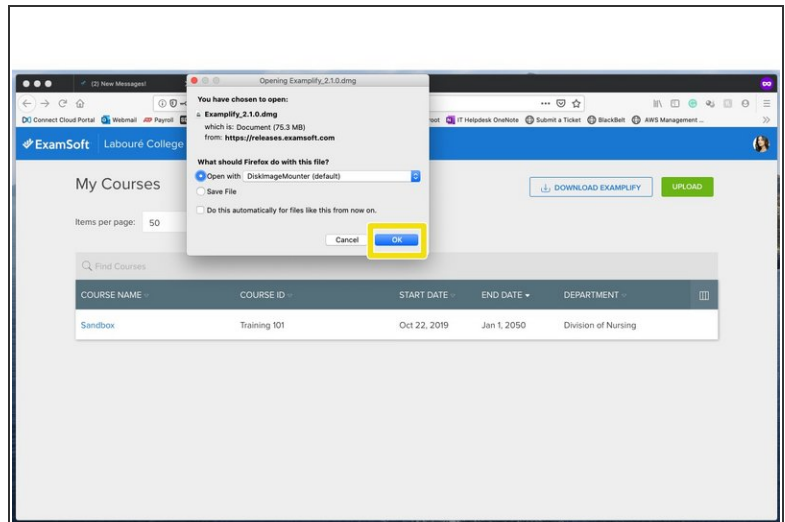 (2) New Messages!
Opening Examplify_2.1.0.dmg
You have chosen to open:
Examplify_2.1.0.dmg
which is: Document (75.3 MB)
from: https://releases.examsoft.com
What should Firefox do with this file?
Open with DiskImageMounter (default)
Save File
Do this automatically for files like this from now on.
Cancel OK
Connect Cloud Portal Webmail Payroll root IT Helpdesk OneNote Submit a Ticket BlackBelt AWS Management ...
ExamSoft Labouré College
My Courses
DOWNLOAD EXAMPLIFY UPLOAD
Items per page: 50
Find Courses
COURSE NAME COURSE ID START DATE END DATE DEPARTMENT
Sandbox Training 101 Oct 22, 2019 Jan 1, 2050 Division of Nursing